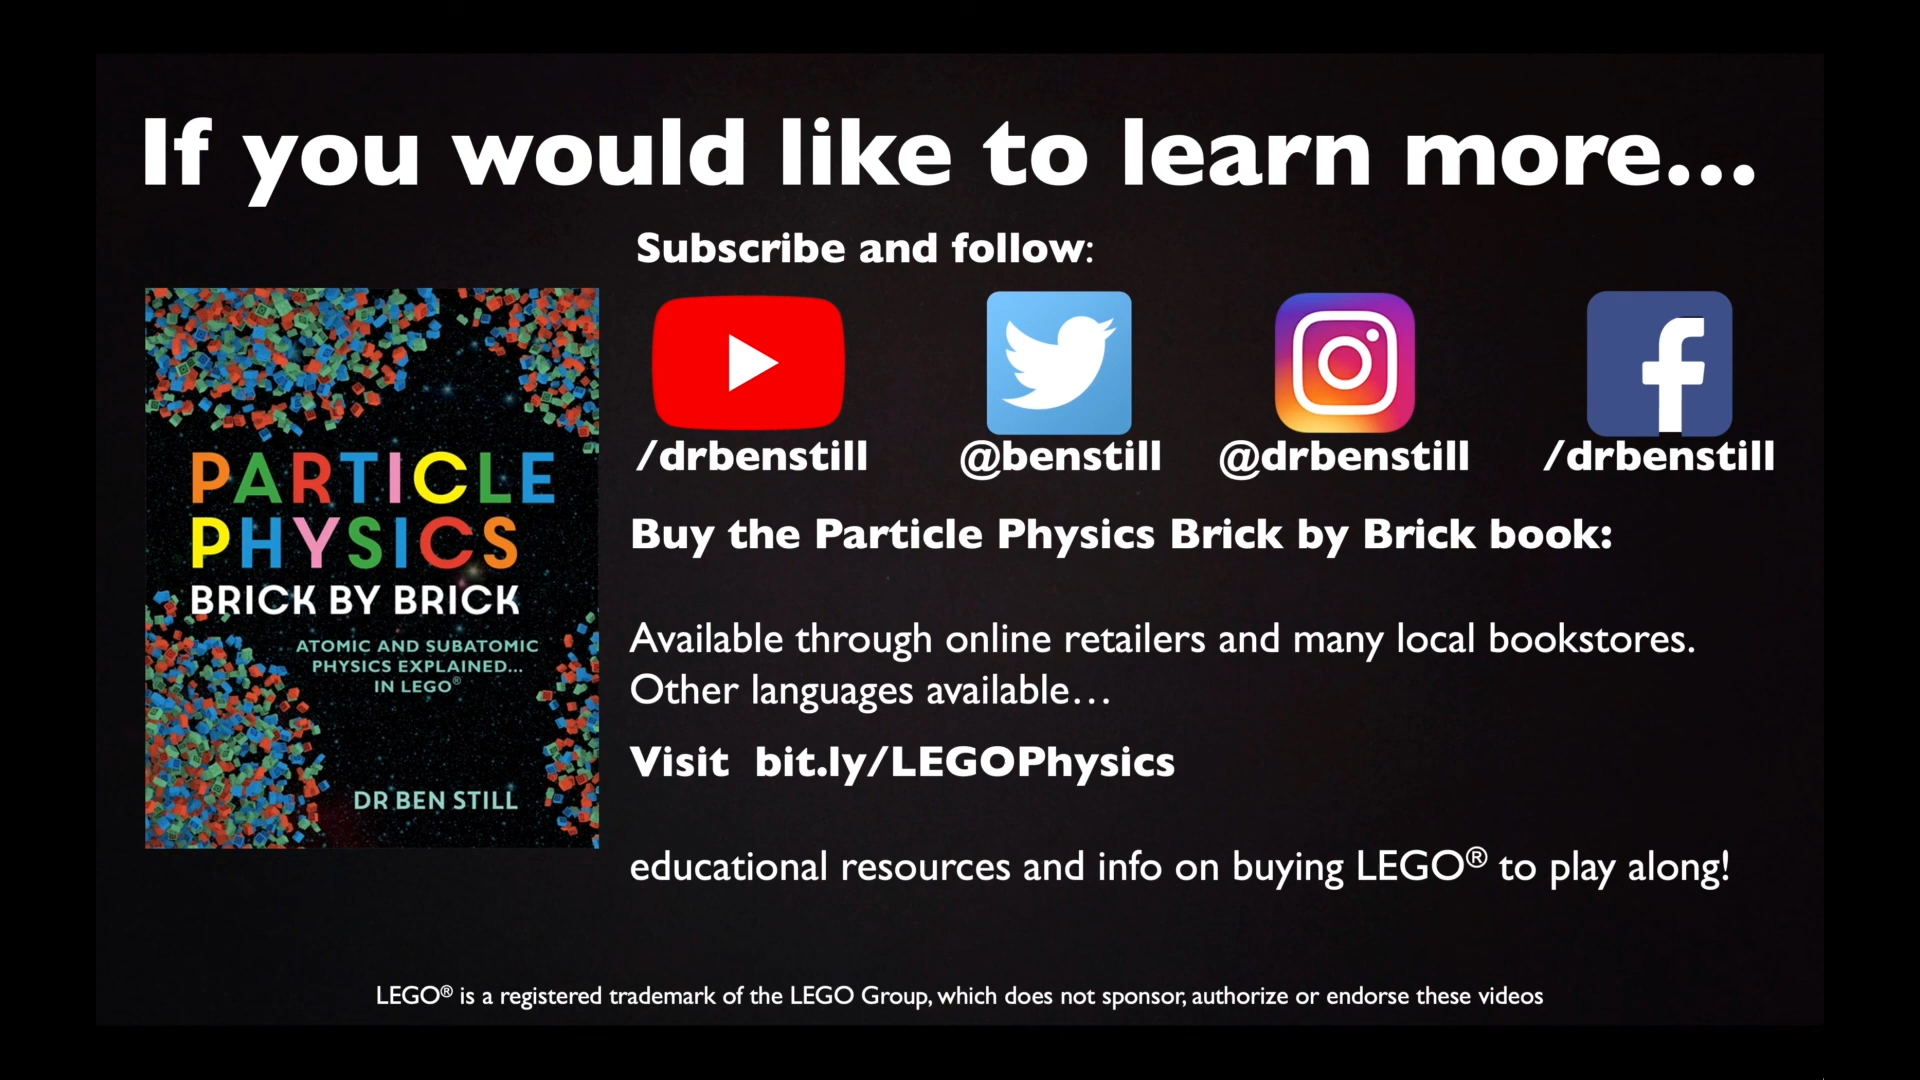 If you would like to learn more...
Subscribe and follow:
/drbenstill @benstill @drbenstill /drbenstill
PARTICLE
PHYSICS
BRICK BY BRICK
ATOMIC AND SUBATOMIC
PHYSICS EXPLAINED...
IN LEGO®
DR BEN STILL
Buy the Particle Physics Brick by Brick book:
Available through online retailers and many local bookstores.
Other languages available...
Visit bit.ly/LEGOPhysics
educational resources and info on buying LEGO® to play along!
LEGO® is a registered trademark of the LEGO Group, which does not sponsor, authorize or endorse these videos